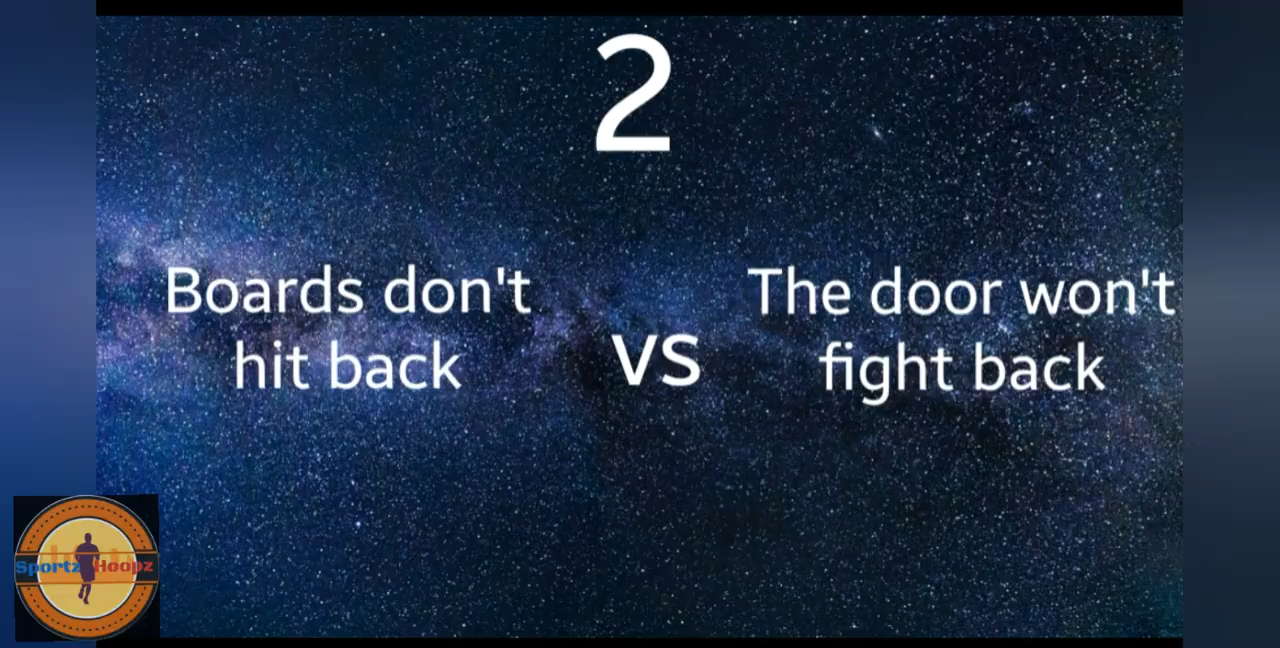 2
Boards don't
hit back
vs
The door won't
fight back
Sportz Hoopz